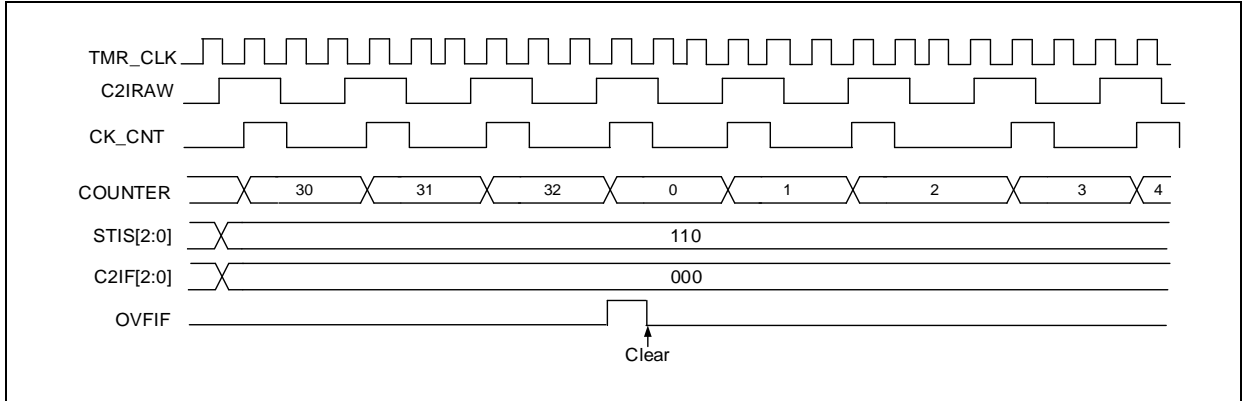 TMR_CLK
C2IRAW
CK_CNT
COUNTER 30 31 32 0 1 2 3 4
STIS[2:0] 110
C2IF[2:0] 000
OVFIF
Clear